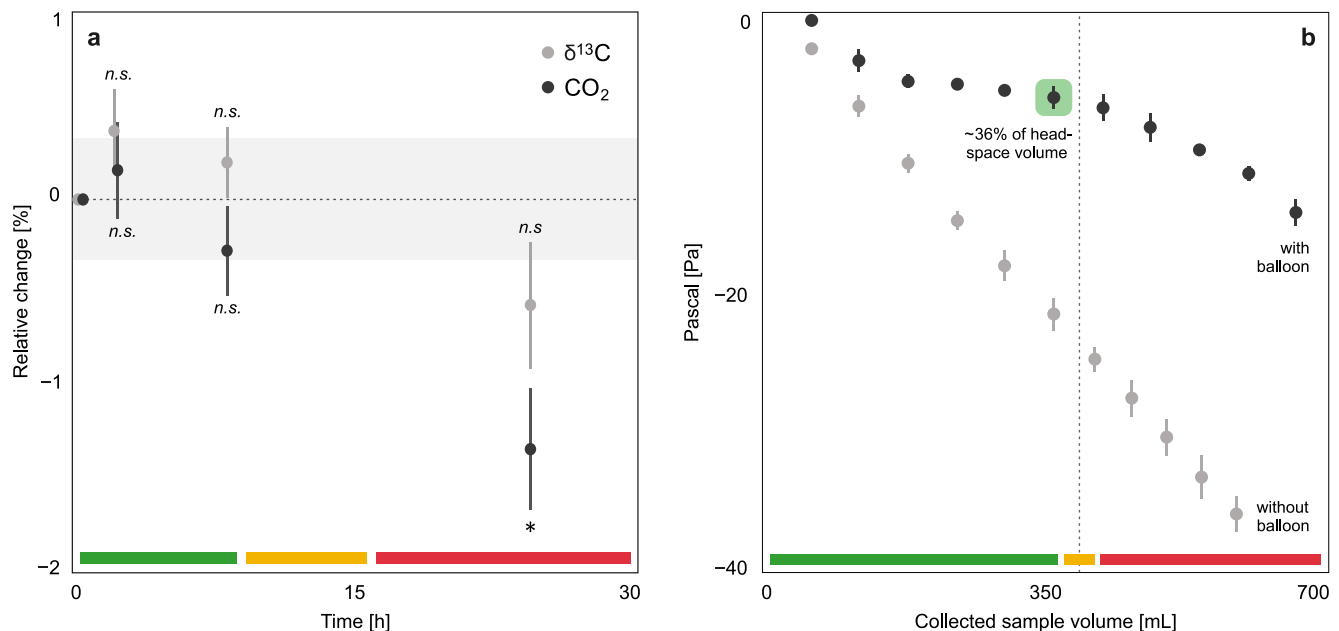 1
a
δ¹³C
CO₂
n.s.
n.s.
n.s.
n.s.
n.s
*
0
−1
−2
Relative change [%]
0
15
30
Time [h]
0
b
~36% of head-
space volume
with
balloon
without
balloon
−20
−40
Pascal [Pa]
0
350
700
Collected sample volume [mL]